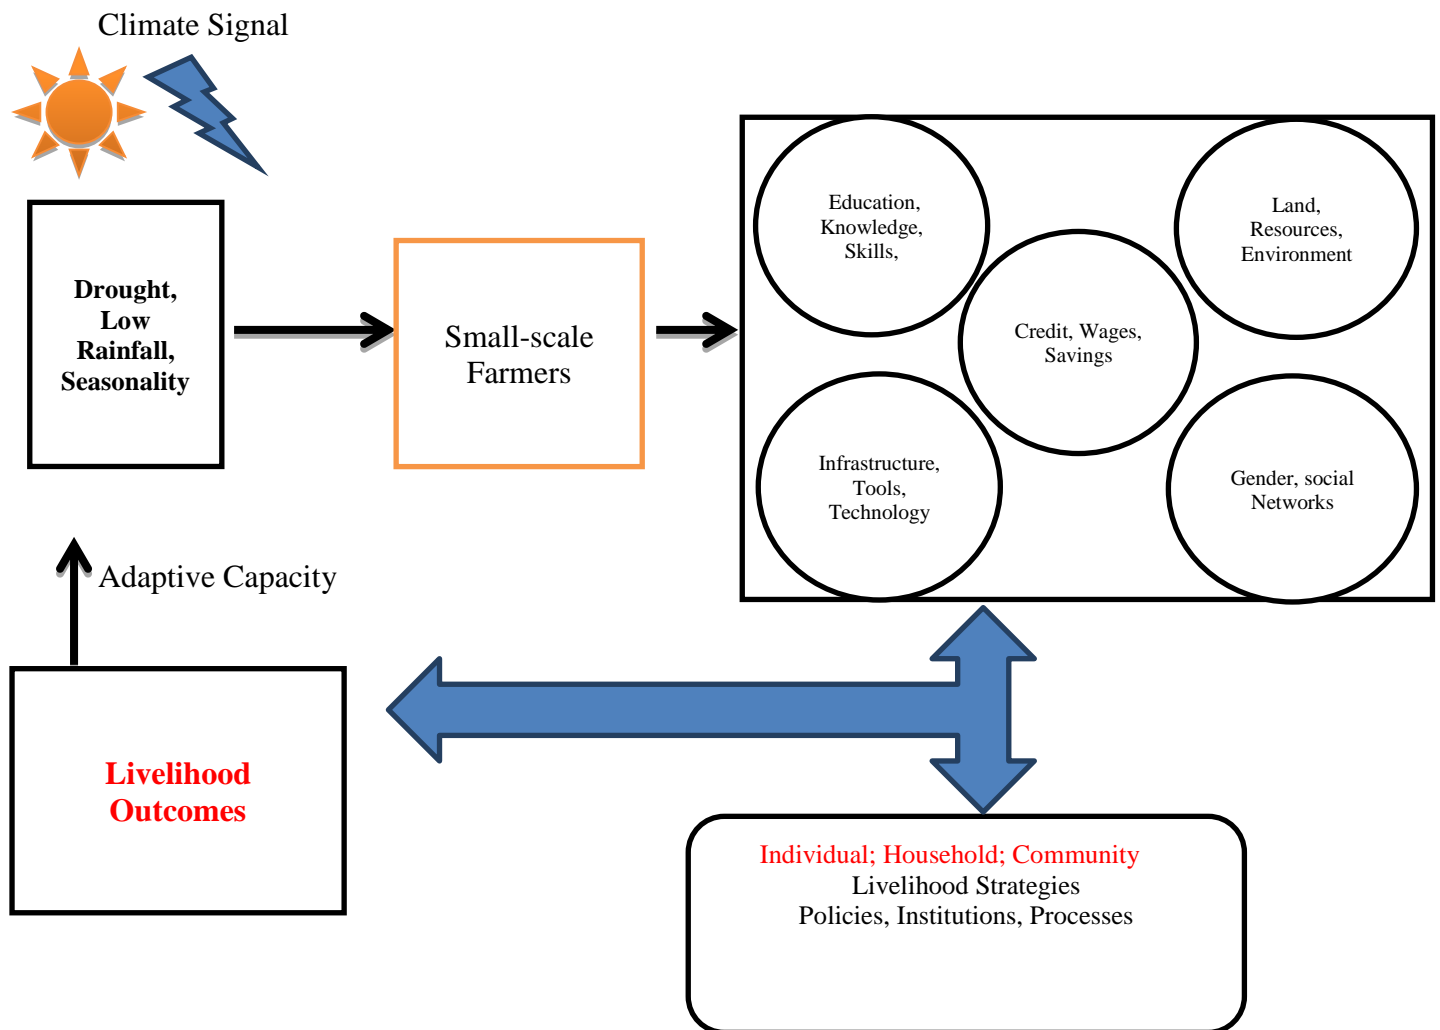 Climate Signal
Drought,
Low
Rainfall,
Seasonality
Small-scale
Farmers
Education,
Knowledge,
Skills,
Land,
Resources,
Environment
Credit, Wages,
Savings
Infrastructure,
Tools,
Technology
Gender, social
Networks
Adaptive Capacity
Livelihood
Outcomes
Individual; Household; Community
Livelihood Strategies
Policies, Institutions, Processes